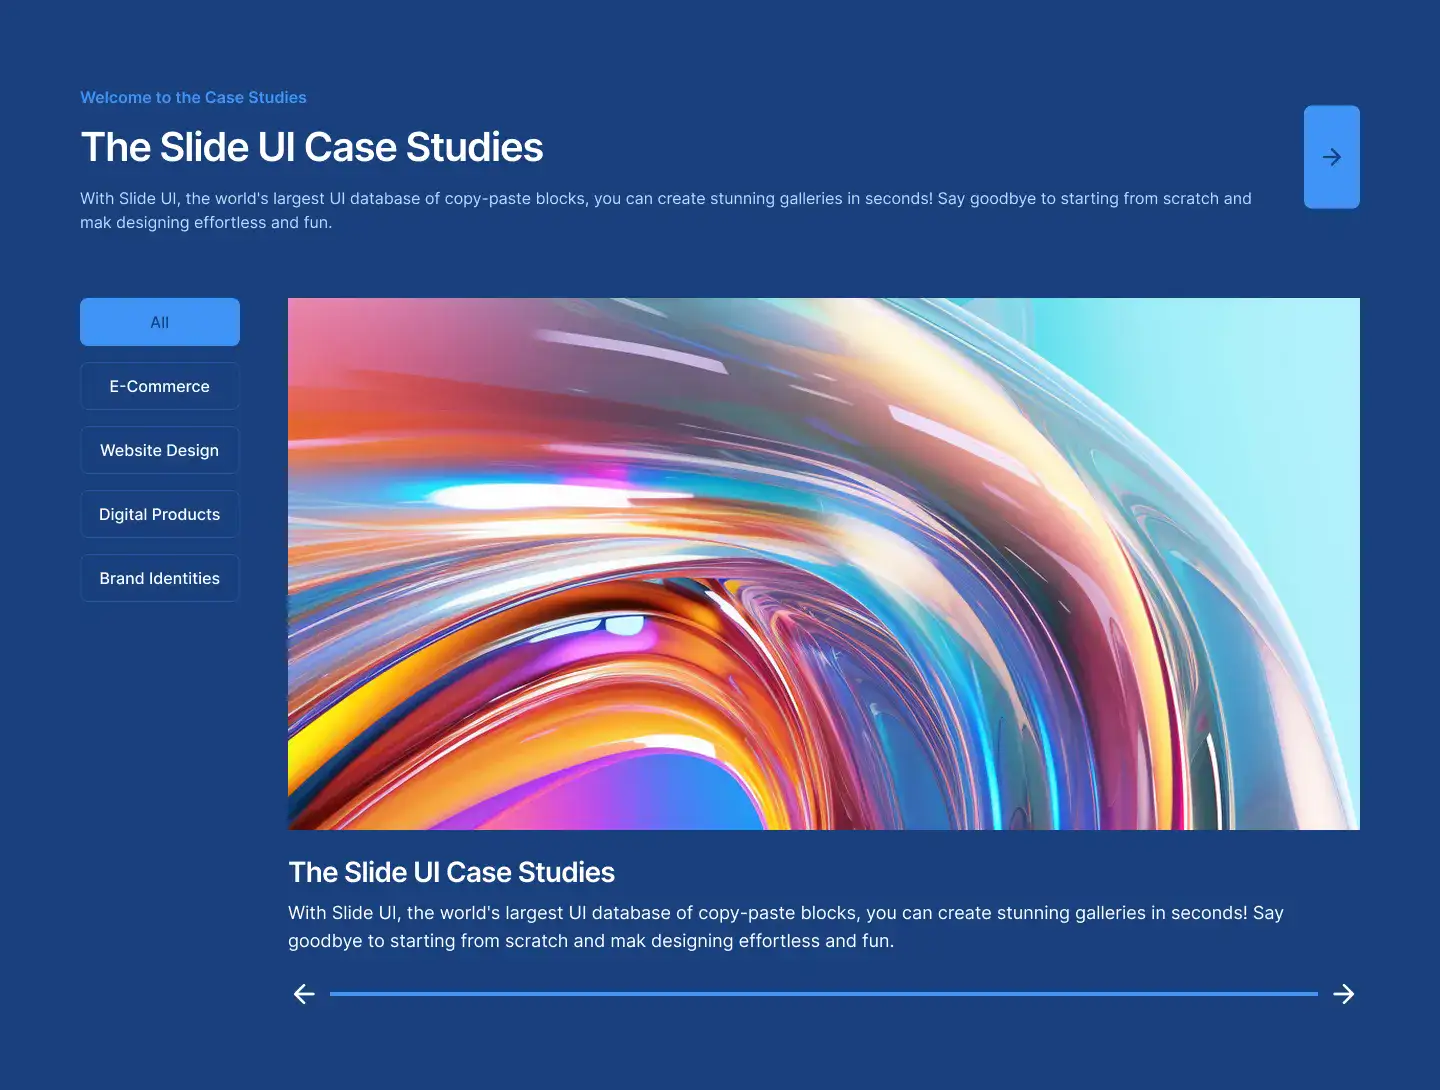 Welcome to the Case Studies
The Slide UI Case Studies
With Slide UI, the world's largest UI database of copy-paste blocks, you can create stunning galleries in seconds! Say goodbye to starting from scratch and
mak designing effortless and fun.
All
E-Commerce
Website Design
Digital Products
Brand Identities
The Slide UI Case Studies
With Slide UI, the world's largest UI database of copy-paste blocks, you can create stunning galleries in seconds! Say
goodbye to starting from scratch and mak designing effortless and fun.